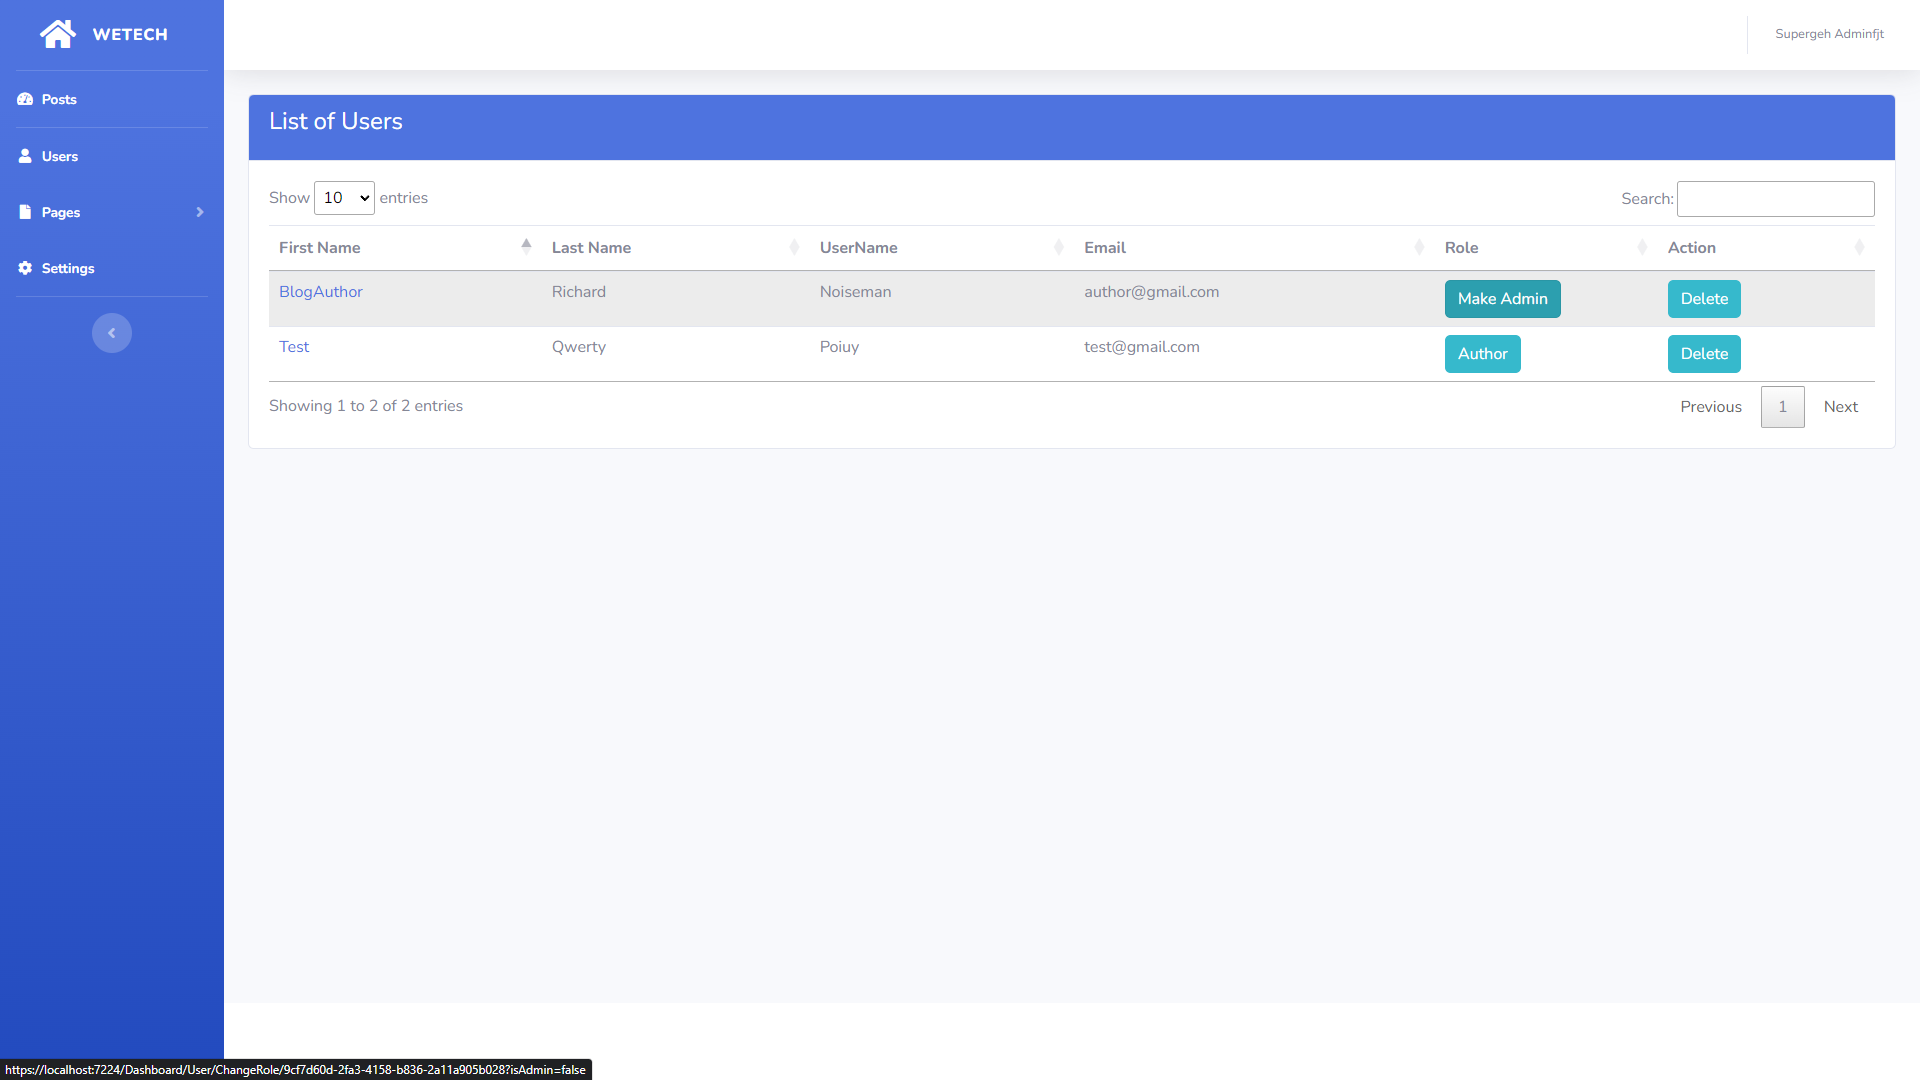 WETECH
Supergeh Adminfjt
Posts
Users
Pages
Settings
List of Users
Show 10 entries
Search:
First Name Last Name UserName Email Role Action
BlogAuthor Richard Noiseman author@gmail.com Make Admin Delete
Test Qwerty Poiuy test@gmail.com Author Delete
Showing 1 to 2 of 2 entries
Previous 1 Next
https://localhost:7224/Dashboard/User/ChangeRole/9cf7d60d-2fa3-4158-b836-2a11a905b028?isAdmin=false